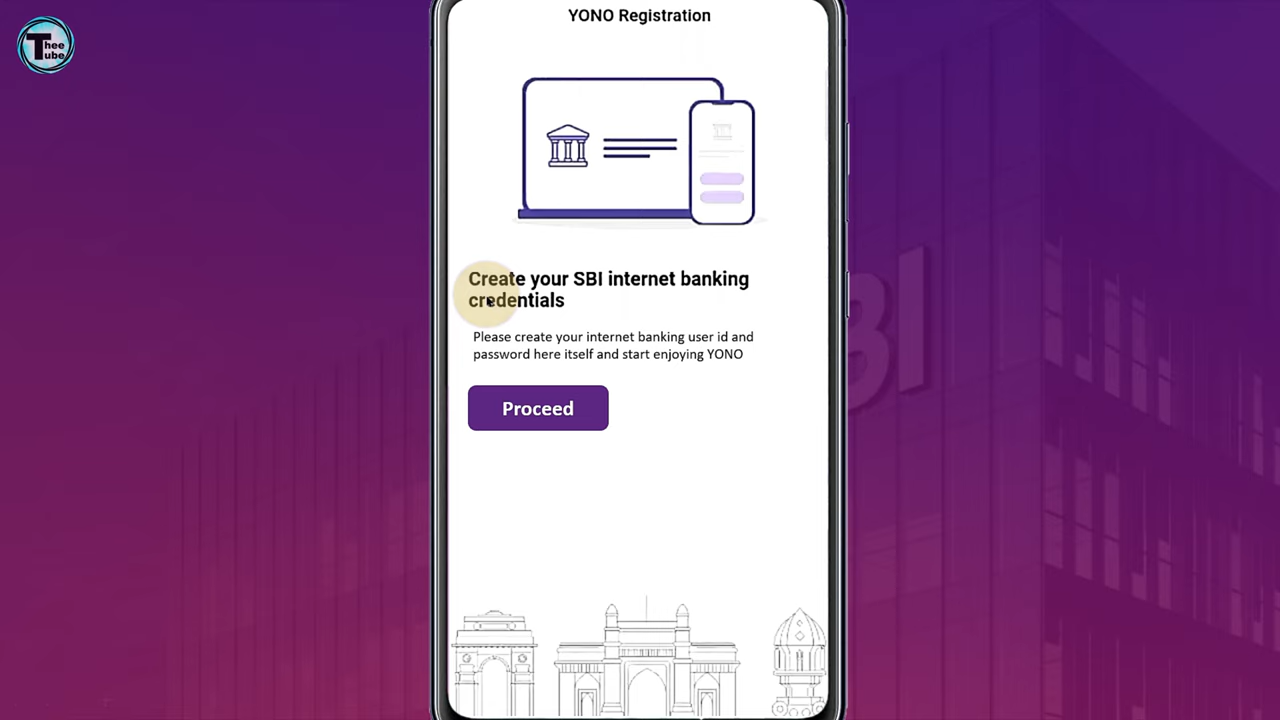 Thee
Tube
YONO Registration
Create your SBI internet banking
credentials
Please create your internet banking user id and
password here itself and start enjoying YONO
Proceed
SBI